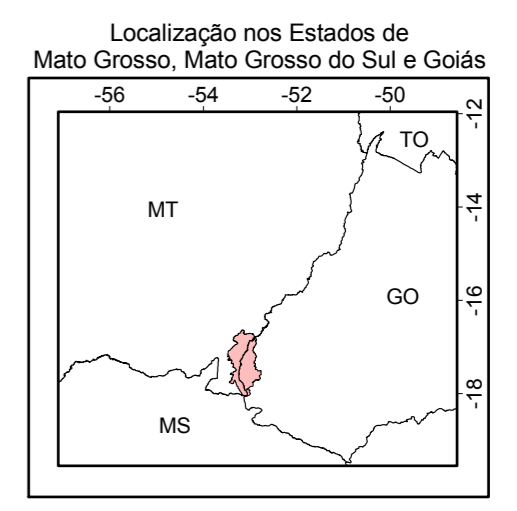 Localização nos Estados de
Mato Grosso, Mato Grosso do Sul e Goiás
-56 -54 -52 -50
-12
TO
MT
-14
GO
-16
-18
MS